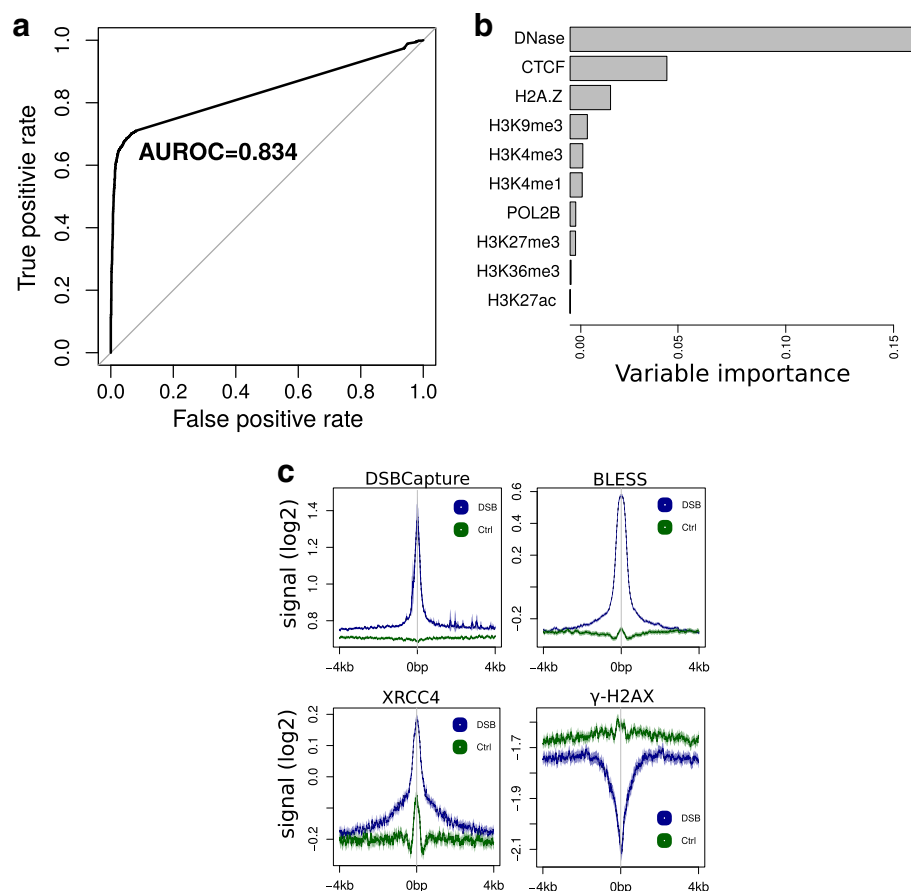 a
1.0
0.8
0.6
0.4
0.2
0.0
True positivie rate
AUROC=0.834
0.0 0.2 0.4 0.6 0.8 1.0
False positive rate
b
DNase
CTCF
H2A.Z
H3K9me3
H3K4me3
H3K4me1
POL2B
H3K27me3
H3K36me3
H3K27ac
0.00 0.05 0.10 0.15
Variable importance
c
DSBCapture
signal (log2)
1.4
1.2
1.0
0.8
DSB
Ctrl
−4kb 0bp 4kb
BLESS
0.6
0.4
0.2
−0.2
DSB
Ctrl
−4kb 0bp 4kb
XRCC4
signal (log2)
0.2
0.1
0.0
−0.2
DSB
Ctrl
−4kb 0bp 4kb
γ-H2AX
−1.7
−1.9
−2.1
DSB
Ctrl
−4kb 0bp 4kb